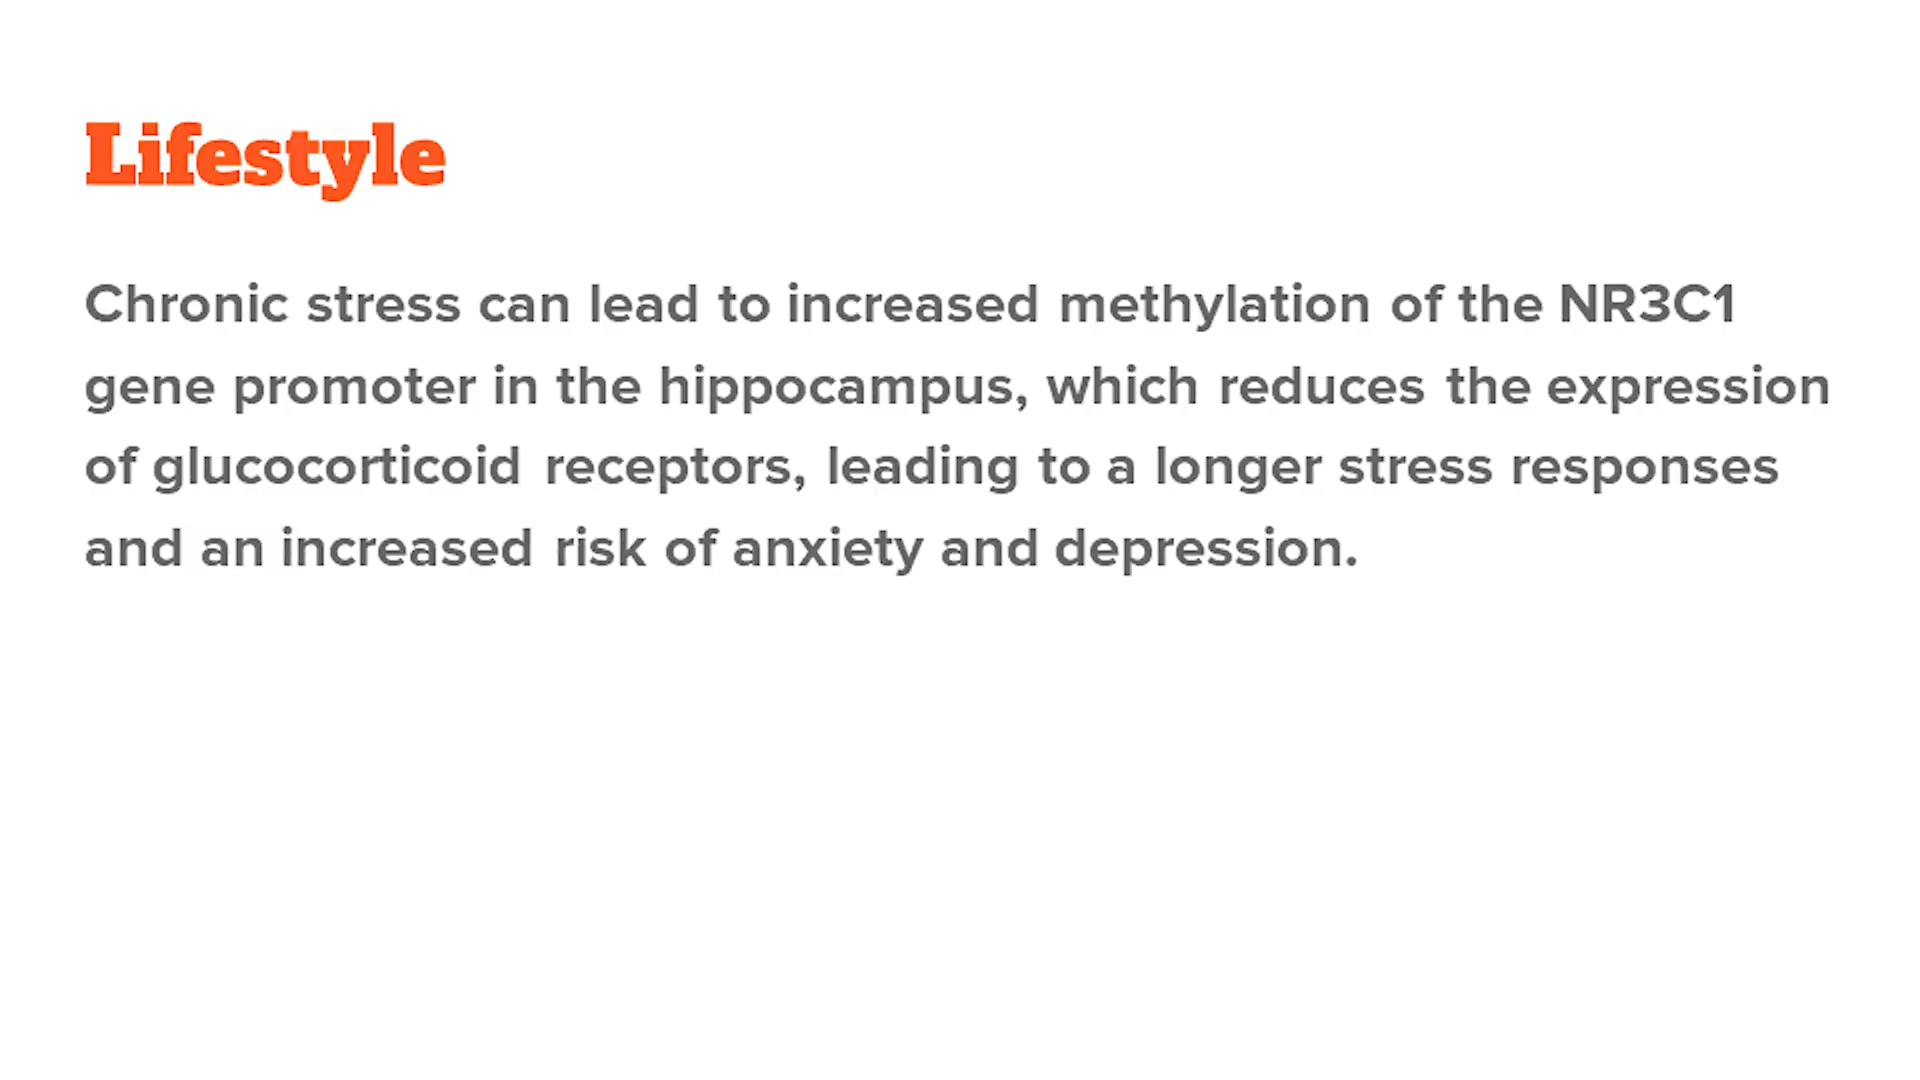 Lifestyle
Chronic stress can lead to increased methylation of the NR3C1
gene promoter in the hippocampus, which reduces the expression
of glucocorticoid receptors, leading to a longer stress responses
and an increased risk of anxiety and depression.